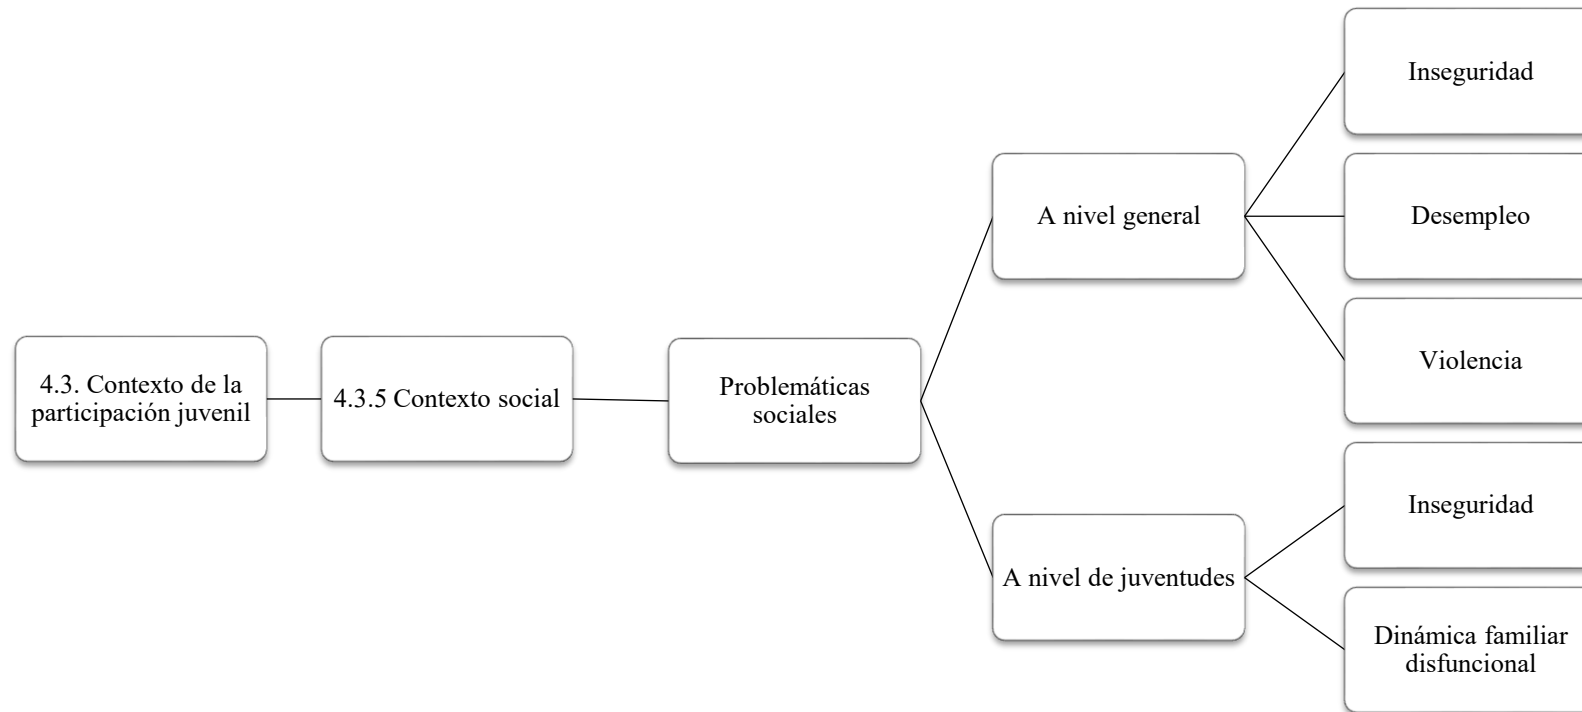 4.3. Contexto de la
participación juvenil
4.3.5 Contexto social
Problemáticas
sociales
A nivel general
Inseguridad
Desempleo
Violencia
A nivel de juventudes
Inseguridad
Dinámica familiar
disfuncional